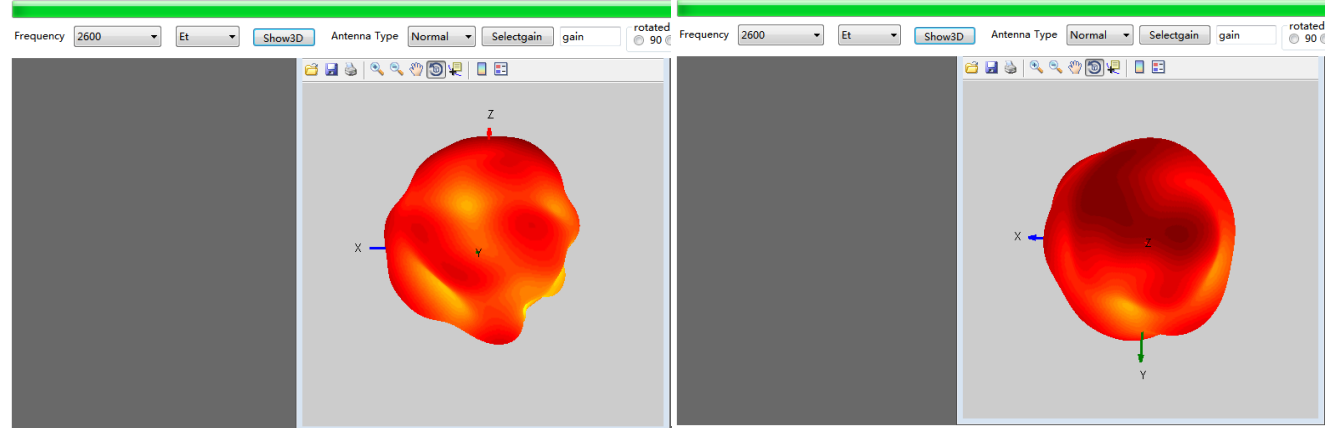 Frequency 2600 Et Show3D Antenna Type Normal Selectgain gain rotated
90
Z
X
Y
Frequency 2600 Et Show3D Antenna Type Normal Selectgain gain rotated
90
X
Z
Y